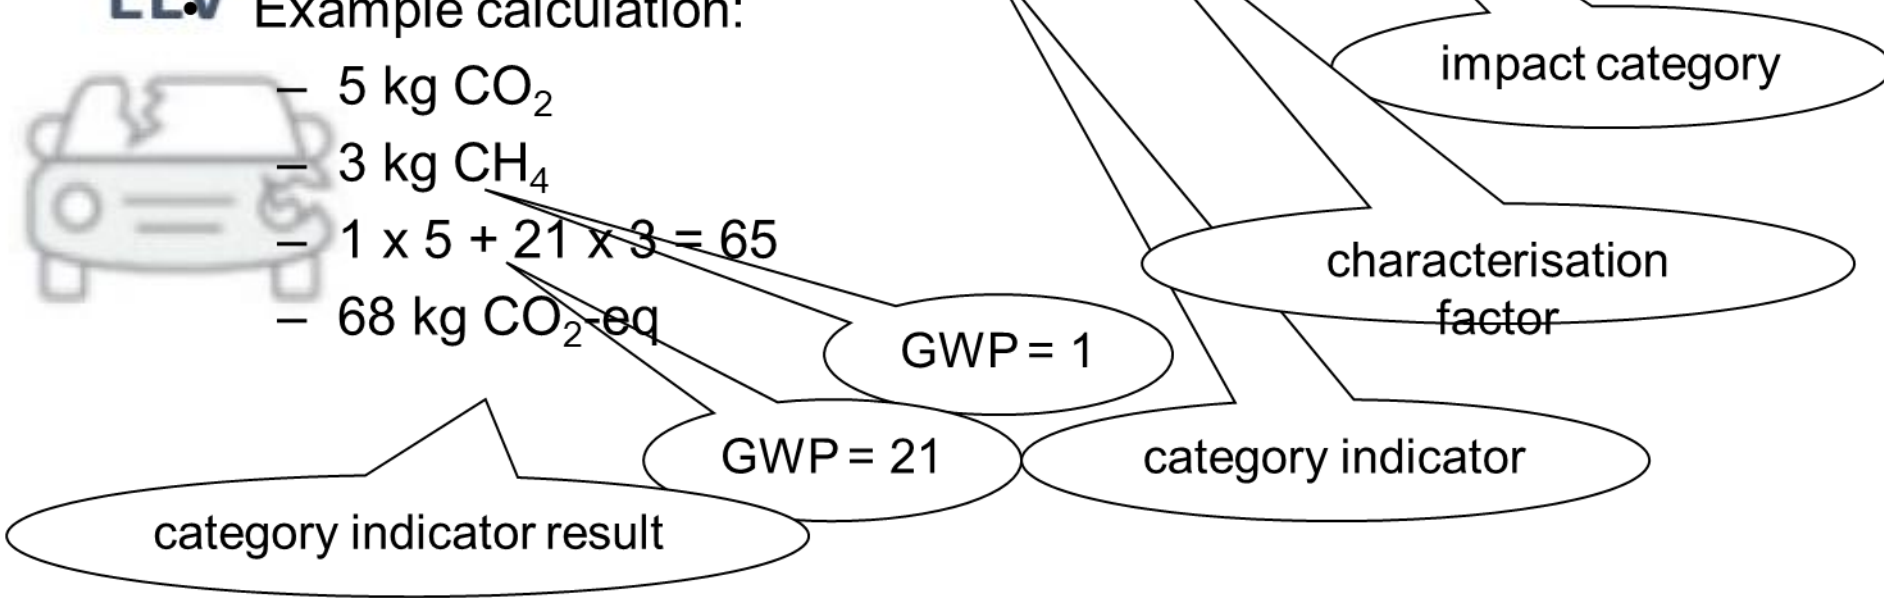 • Example calculation:
– 5 kg CO₂
– 3 kg CH₄
– 1 x 5 + 21 x 3 = 65
– 68 kg CO₂-eq
impact category
characterisation
factor
GWP = 1
GWP = 21
category indicator
category indicator result